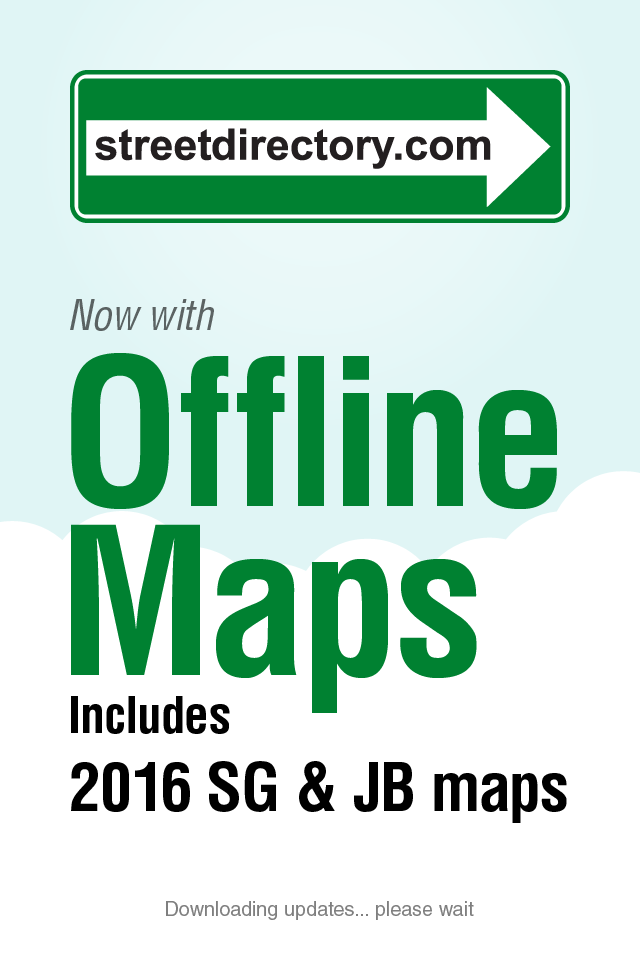 streetdirectory.com
Now with
Offline
Maps
Includes
2016 SG & JB maps
Downloading updates... please wait